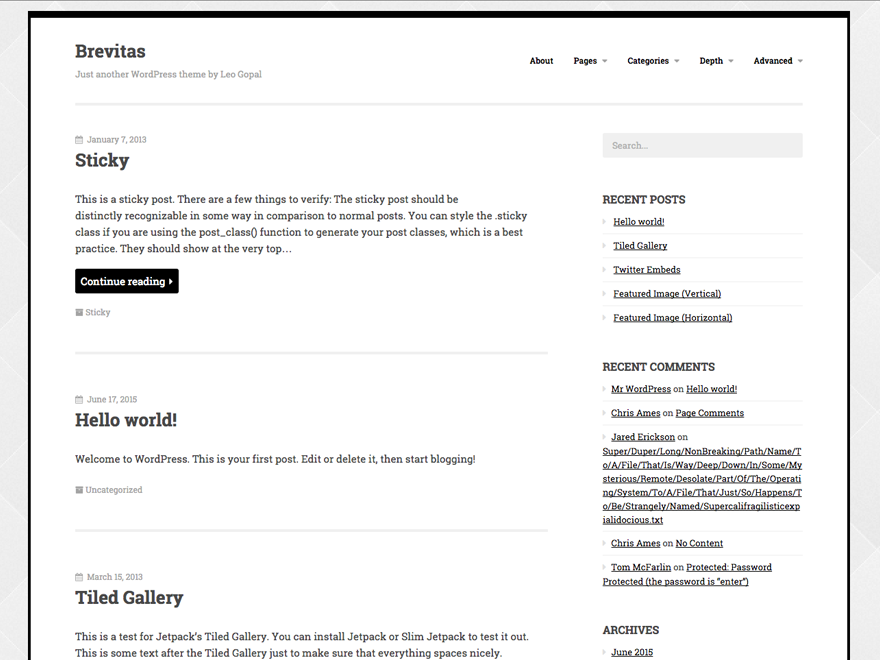 Brevitas
Just another WordPress theme by Leo Gopal
About Pages Categories Depth Advanced
January 7, 2013
Sticky
This is a sticky post. There are a few things to verify: The sticky post should be
distinctly recognizable in some way in comparison to normal posts. You can style the .sticky
class if you are using the post_class() function to generate your post classes, which is a best
practice. They should show at the very top…
Continue reading
Sticky
June 17, 2015
Hello world!
Welcome to WordPress. This is your first post. Edit or delete it, then start blogging!
Uncategorized
March 15, 2013
Tiled Gallery
This is a test for Jetpack's Tiled Gallery. You can install Jetpack or Slim Jetpack to test it out.
This is some text after the Tiled Gallery just to make sure that everything spaces nicely.
Search...
RECENT POSTS
Hello world!
Tiled Gallery
Twitter Embeds
Featured Image (Vertical)
Featured Image (Horizontal)
RECENT COMMENTS
Mr WordPress on Hello world!
Chris Ames on Page Comments
Jared Erickson on
Super/Duper/Long/NonBreaking/Path/Name/T
o/A/File/That/Is/Way/Deep/Down/In/Some/My
sterious/Remote/Desolate/Part/Of/The/Operati
ng/System/To/A/File/That/Just/So/Happens/T
o/Be/Strangely/Named/Supercalifragilisticexp
ialidocious.txt
Chris Ames on No Content
Tom McFarlin on Protected: Password
Protected (the password is “enter”)
ARCHIVES
June 2015